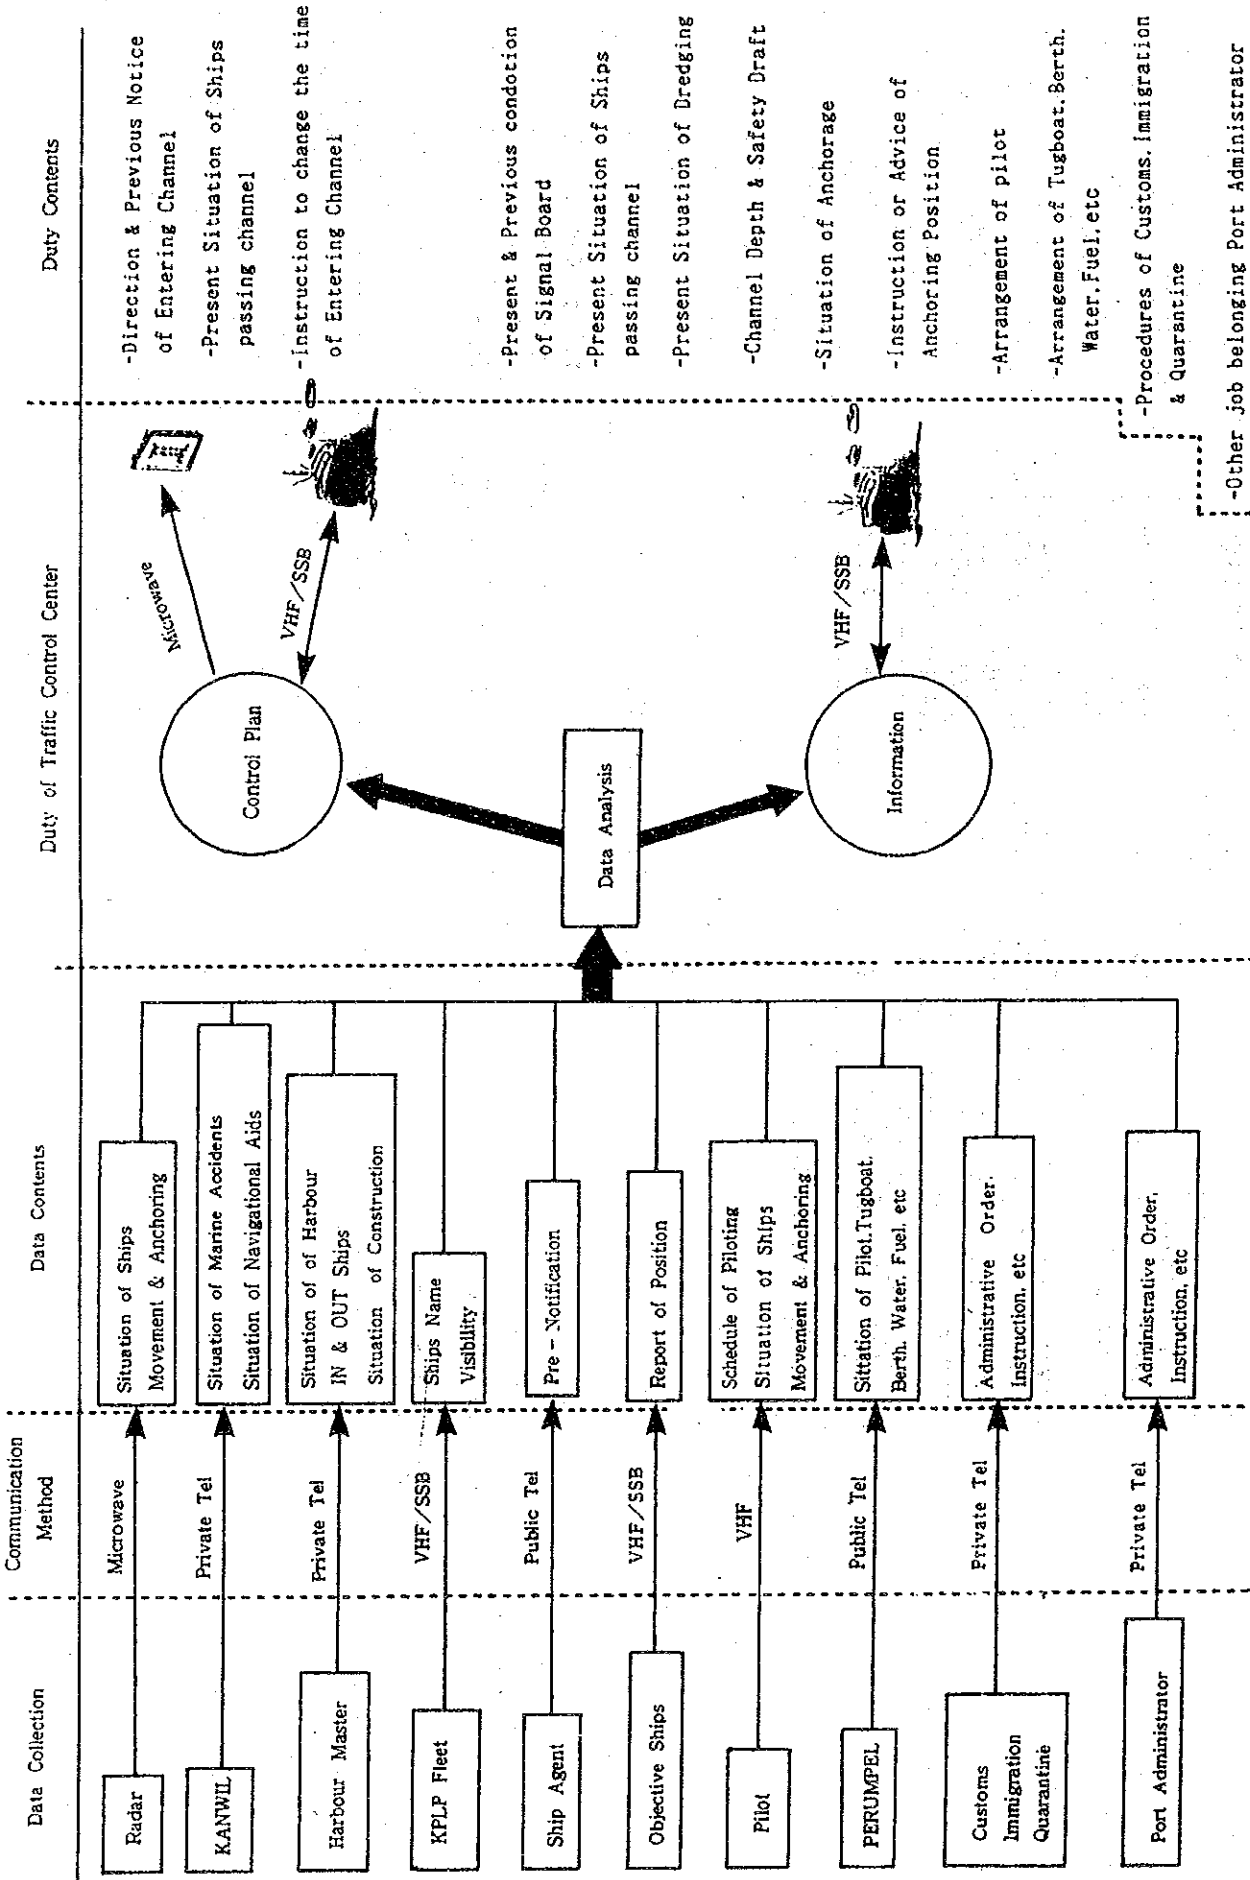 Data Collection
Communication
Method
Data Contents
Duty of Traffic Control Center
Duty Contents
Radar
Microwave
Situation of Ships
Movement & Anchoring
KANWIL
Private Tel
Situation of Marine Accidents
Situation of Navigational Aids
Harbour Master
Private Tel
Situation of of Harbour
IN & OUT Ships
Situation of Construction
KPLP Fleet
VHF/SSB
Ships Name
Visibility
Ship Agent
Public Tel
Pre - Notification
Objective Ships
VHF/SSB
Report of Position
Pilot
VHF
Schedule of Piloting
Situation of Ships
Movement & Anchoring
PERUMPEL
Public Tel
Sittation of Pilot.Tugboat.
Berth. Water. Fuel. etc
Customs
Immigration
Quarantine
Private Tel
Administrative Order.
Instruction. etc
Port Administrator
Private Tel
Administrative Order,
Instruction, etc
Data Analysis
Control Plan
Microwave
VHF/SSB
Information
VHF/SSB
-Direction & Previous Notice
of Entering Channel
-Present Situation of Ships
passing channel
-Instruction to change the time
of Entering Channel
-Present & Previous condotion
of Signal Board
-Present Situation of Ships
passing channel
-Present Situation of Dredging
-Channel Depth & Safety Draft
-Situation of Anchorage
-Instruction or Advice of
Anchoring Position
-Arrangement of pilot
-Arrangement of Tugboat.Berth.
Water.Fuel.etc
-Procedures of Customs.Immigration
& Quarantine
-Other job belonging Port Administrator